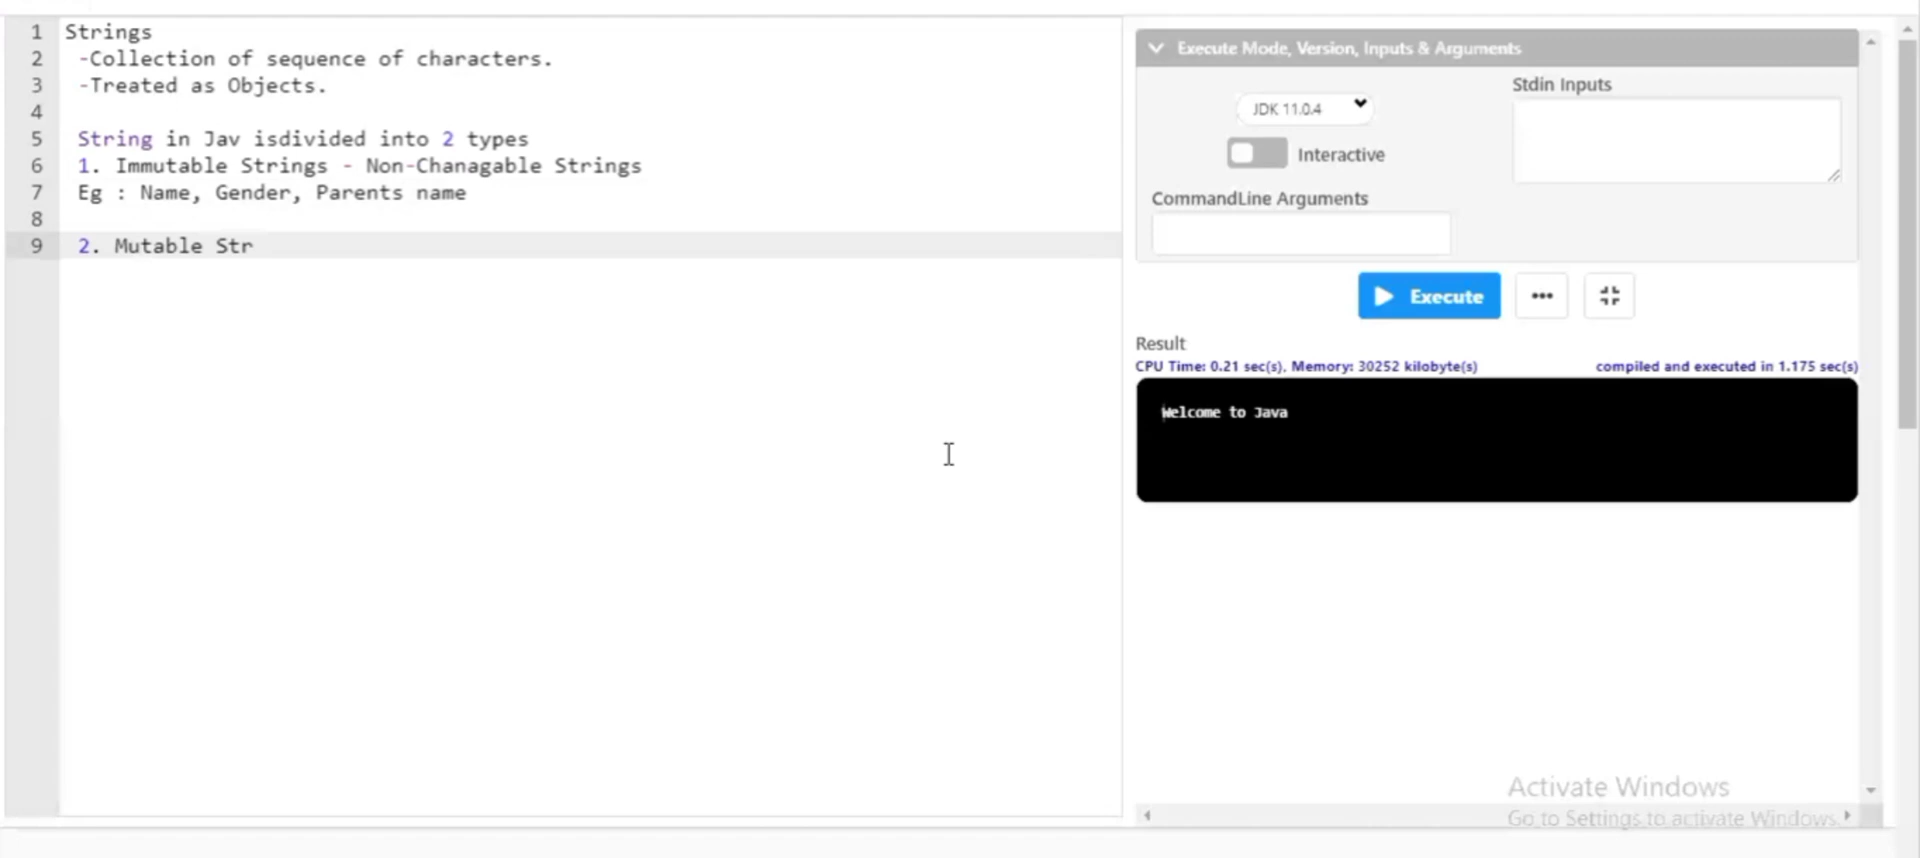 1 Strings
2 -Collection of sequence of characters.
3 -Treated as Objects.
4
5 String in Jav isdivided into 2 types
6 1. Immutable Strings - Non-Chanagable Strings
7 Eg : Name, Gender, Parents name
8
9 2. Mutable Str
Execute Mode, Version, Inputs & Arguments
JDK 11.0.4
Stdin Inputs
Interactive
CommandLine Arguments
Execute
Result
CPU Time: 0.21 sec(s), Memory: 30252 kilobyte(s) compiled and executed in 1.175 sec(s)
Welcome to Java
Activate Windows
Go to Settings to activate Windows.